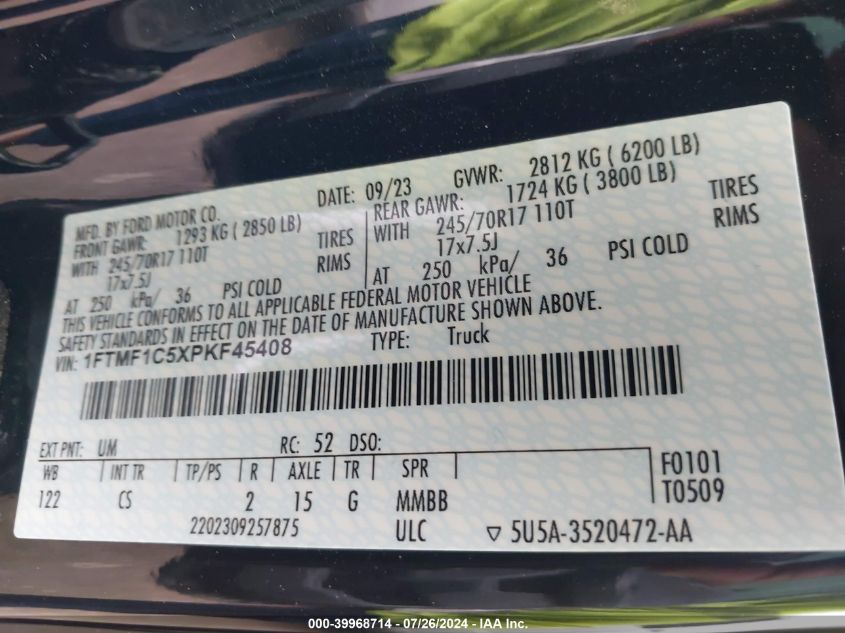 MFD. BY FORD MOTOR CO.
DATE: 09/23 GVWR: 2812 KG ( 6200 LB)
FRONT GAWR: 1293 KG ( 2850 LB) REAR GAWR: 1724 KG ( 3800 LB)
WITH 245/70R17 110T TIRES WITH 245/70R17 110T TIRES
17x7.5J RIMS 17x7.5J RIMS
AT 250 kPa/ 36 PSI COLD AT 250 kPa/ 36 PSI COLD
THIS VEHICLE CONFORMS TO ALL APPLICABLE FEDERAL MOTOR VEHICLE
SAFETY STANDARDS IN EFFECT ON THE DATE OF MANUFACTURE SHOWN ABOVE.
VIN: 1FTMF1C5XPKF45408 TYPE: Truck
EXT PNT: UM RC: 52 DSO:
WB INT TR TP/PS R AXLE TR SPR F0101
122 CS 2 15 G MMBB T0509
2202309257875 ULC ▽ 5U5A-3520472-AA
000-39968714 - 07/26/2024 - IAA Inc.